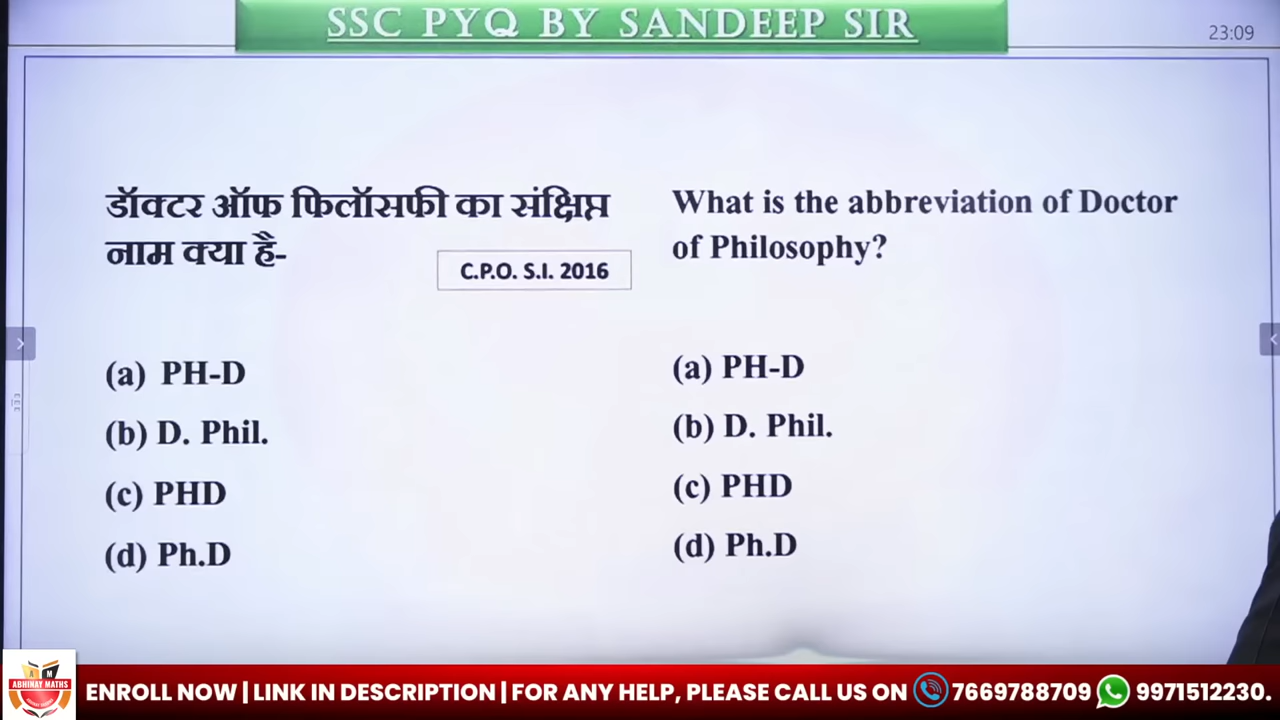 SSC PYQ BY SANDEEP SIR
23:09
डॉक्टर ऑफ फिलॉसफी का संक्षिप्त
नाम क्या है-
C.P.O. S.I. 2016
(a) PH-D
(b) D. Phil.
(c) PHD
(d) Ph.D
What is the abbreviation of Doctor
of Philosophy?
(a) PH-D
(b) D. Phil.
(c) PHD
(d) Ph.D
ABHINAY MATHS
ENROLL NOW | LINK IN DESCRIPTION | FOR ANY HELP, PLEASE CALL US ON 7669788709 9971512230.